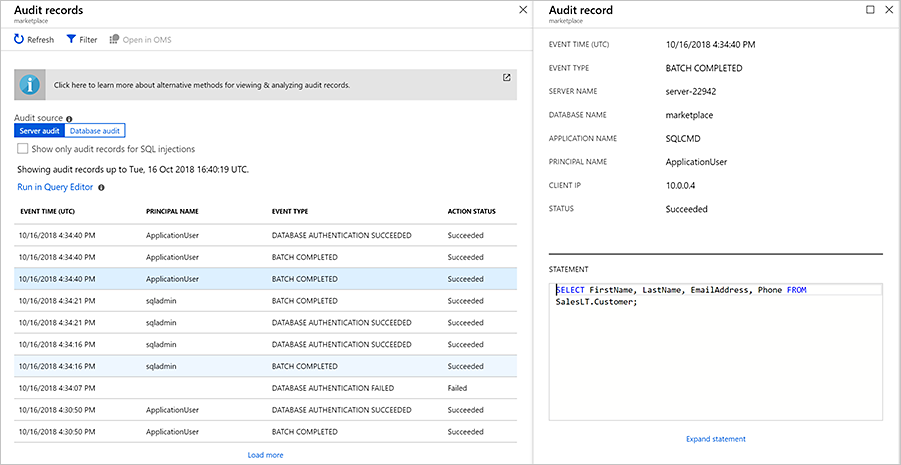 Audit records
marketplace
Refresh Filter Open in OMS
Click here to learn more about alternative methods for viewing & analyzing audit records.
Audit source
Server audit Database audit
Show only audit records for SQL injections
Showing audit records up to Tue, 16 Oct 2018 16:40:19 UTC.
Run in Query Editor
EVENT TIME (UTC) PRINCIPAL NAME EVENT TYPE ACTION STATUS
10/16/2018 4:34:40 PM ApplicationUser DATABASE AUTHENTICATION SUCCEEDED Succeeded
10/16/2018 4:34:40 PM ApplicationUser BATCH COMPLETED Succeeded
10/16/2018 4:34:40 PM ApplicationUser BATCH COMPLETED Succeeded
10/16/2018 4:34:21 PM sqladmin BATCH COMPLETED Succeeded
10/16/2018 4:34:21 PM sqladmin DATABASE AUTHENTICATION SUCCEEDED Succeeded
10/16/2018 4:34:16 PM sqladmin DATABASE AUTHENTICATION SUCCEEDED Succeeded
10/16/2018 4:34:16 PM sqladmin BATCH COMPLETED Succeeded
10/16/2018 4:34:07 PM DATABASE AUTHENTICATION FAILED Failed
10/16/2018 4:30:50 PM ApplicationUser DATABASE AUTHENTICATION SUCCEEDED Succeeded
10/16/2018 4:30:50 PM ApplicationUser BATCH COMPLETED Succeeded
Load more
Audit record
marketplace
EVENT TIME (UTC) 10/16/2018 4:34:40 PM
EVENT TYPE BATCH COMPLETED
SERVER NAME server-22942
DATABASE NAME marketplace
APPLICATION NAME SQLCMD
PRINCIPAL NAME ApplicationUser
CLIENT IP 10.0.0.4
STATUS Succeeded
STATEMENT
SELECT FirstName, LastName, EmailAddress, Phone FROM
SalesLT.Customer;
Expand statement